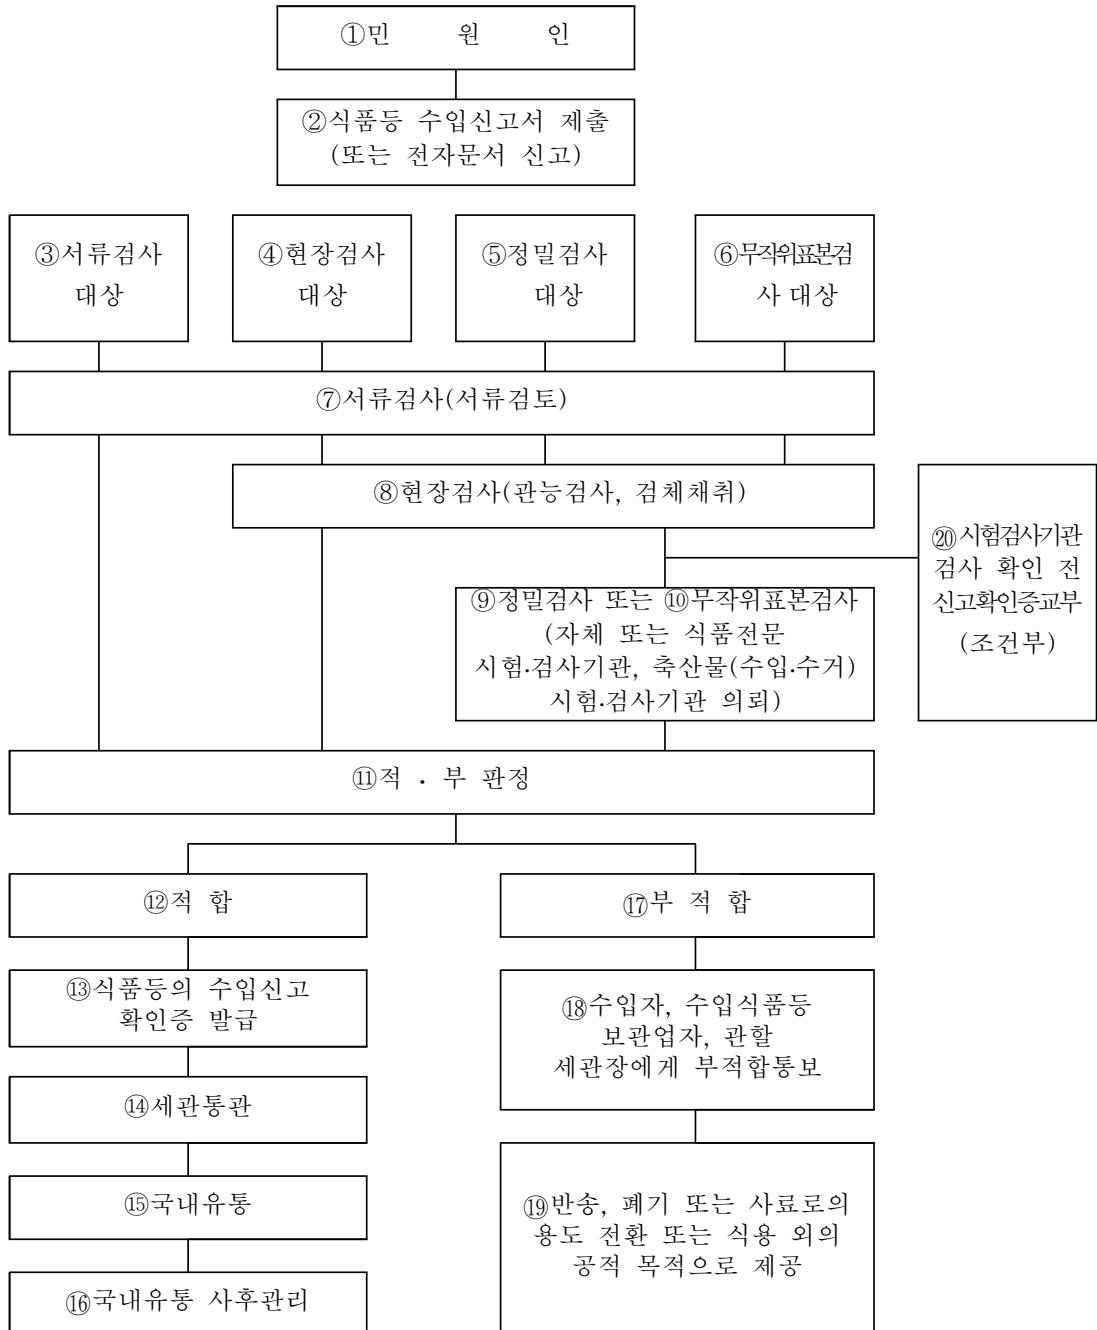 ①민 원 인
②식품등 수입신고서 제출
(또는 전자문서 신고)
③서류검사
대상
④현장검사
대상
⑤정밀검사
대상
⑥무작위표본검
사 대상
⑦서류검사(서류검토)
⑧현장검사(관능검사, 검체채취)
⑳시험검사기관
검사 확인 전
신고확인증교부
(조건부)
⑨정밀검사 또는 ⑩무작위표본검사
(자체 또는 식품전문
시험·검사기관, 축산물(수입·수거)
시험·검사기관 의뢰)
⑪적 · 부 판정
⑫적 합
⑬식품등의 수입신고
확인증 발급
⑭세관통관
⑮국내유통
⑯국내유통 사후관리
⑰부 적 합
⑱수입자, 수입식품등
보관업자, 관할
세관장에게 부적합통보
⑲반송, 폐기 또는 사료로의
용도 전환 또는 식용 외의
공적 목적으로 제공